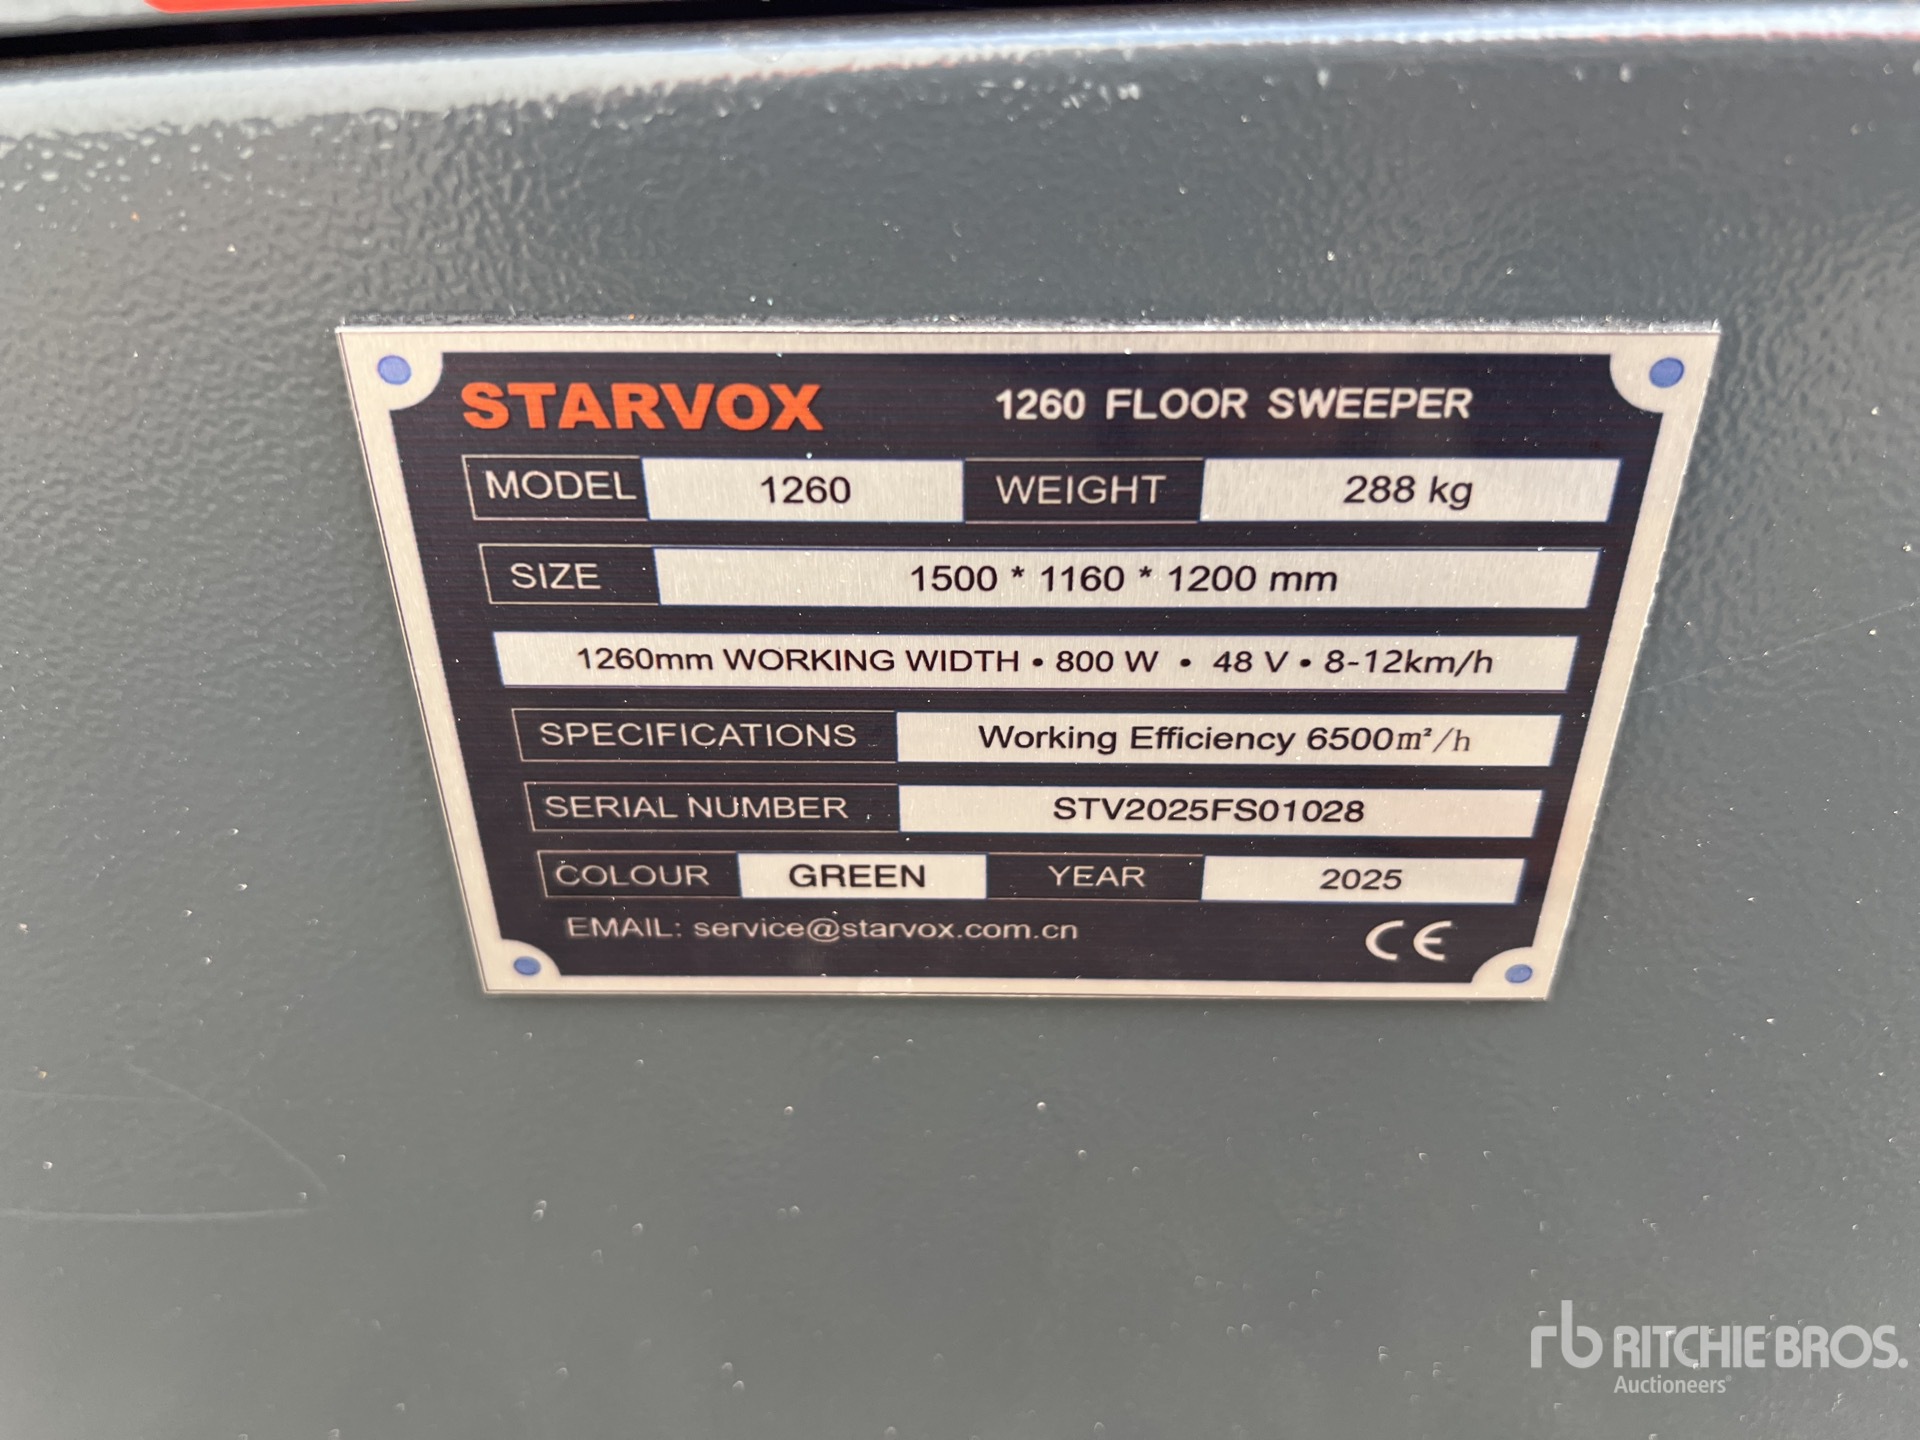 STARVOX 1260 FLOOR SWEEPER
MODEL 1260 WEIGHT 288 kg
SIZE 1500 * 1160 * 1200 mm
1260mm WORKING WIDTH • 800 W • 48 V • 8-12km/h
SPECIFICATIONS Working Efficiency 6500m²/h
SERIAL NUMBER STV2025FS01028
COLOUR GREEN YEAR 2025
EMAIL: service@starvox.com.cn CE
rb RITCHIE BROS.
Auctioneers